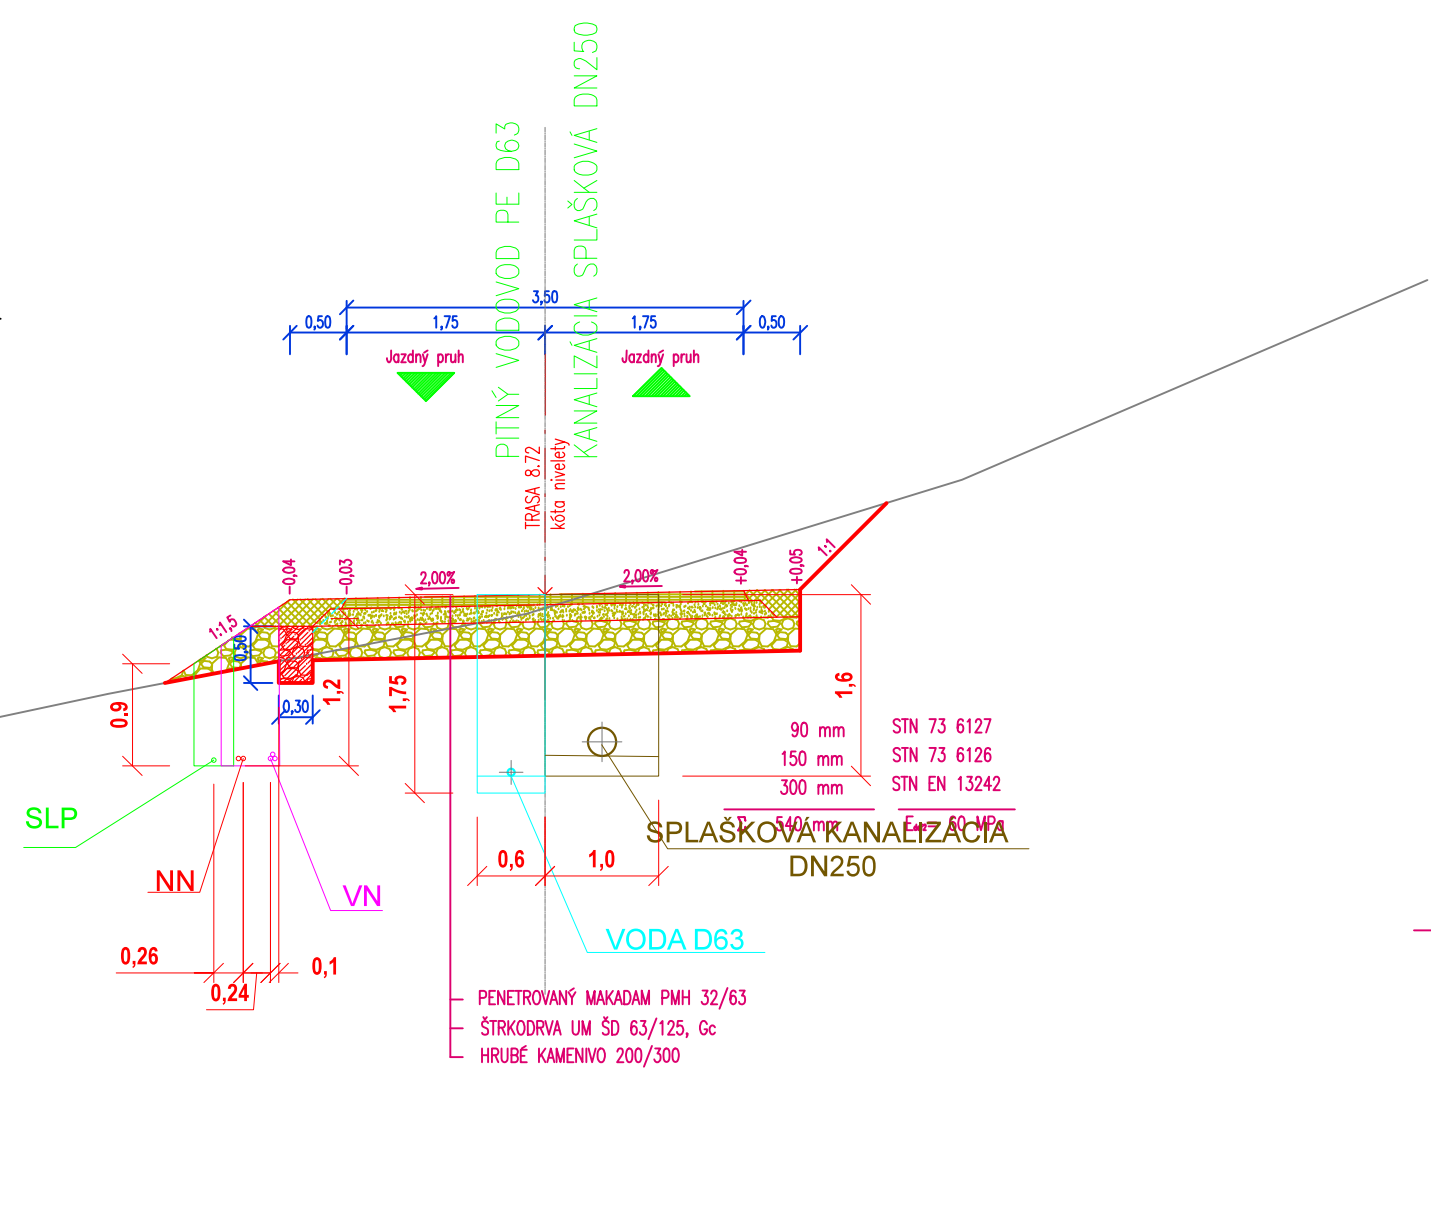 PITNÝ VODOVOD PE D63
KANALIZÁCIA SPLAŠKOVÁ DN250
3,50
0,50
1,75
1,75
0,50
Jazdný pruh
Jazdný pruh
TRASA 8.72
kóta nivelety
-0,04
-0,03
2,00%
2,00%
+0,04
+0,05
1:1
1:1,5
0,50
0.9
1,2
1,75
1,6
0,30
90 mm STN 73 6127
150 mm STN 73 6126
300 mm STN EN 13242
Σ 540 mm 60 MPa
SLP
NN
VN
SPLAŠKOVÁ KANALIZÁCIA
DN250
0,6
1,0
VODA D63
0,26
0,24
0,1
PENETROVANÝ MAKADAM PMH 32/63
ŠTRKODRVA UM ŠD 63/125, Gc
HRUBÉ KAMENIVO 200/300